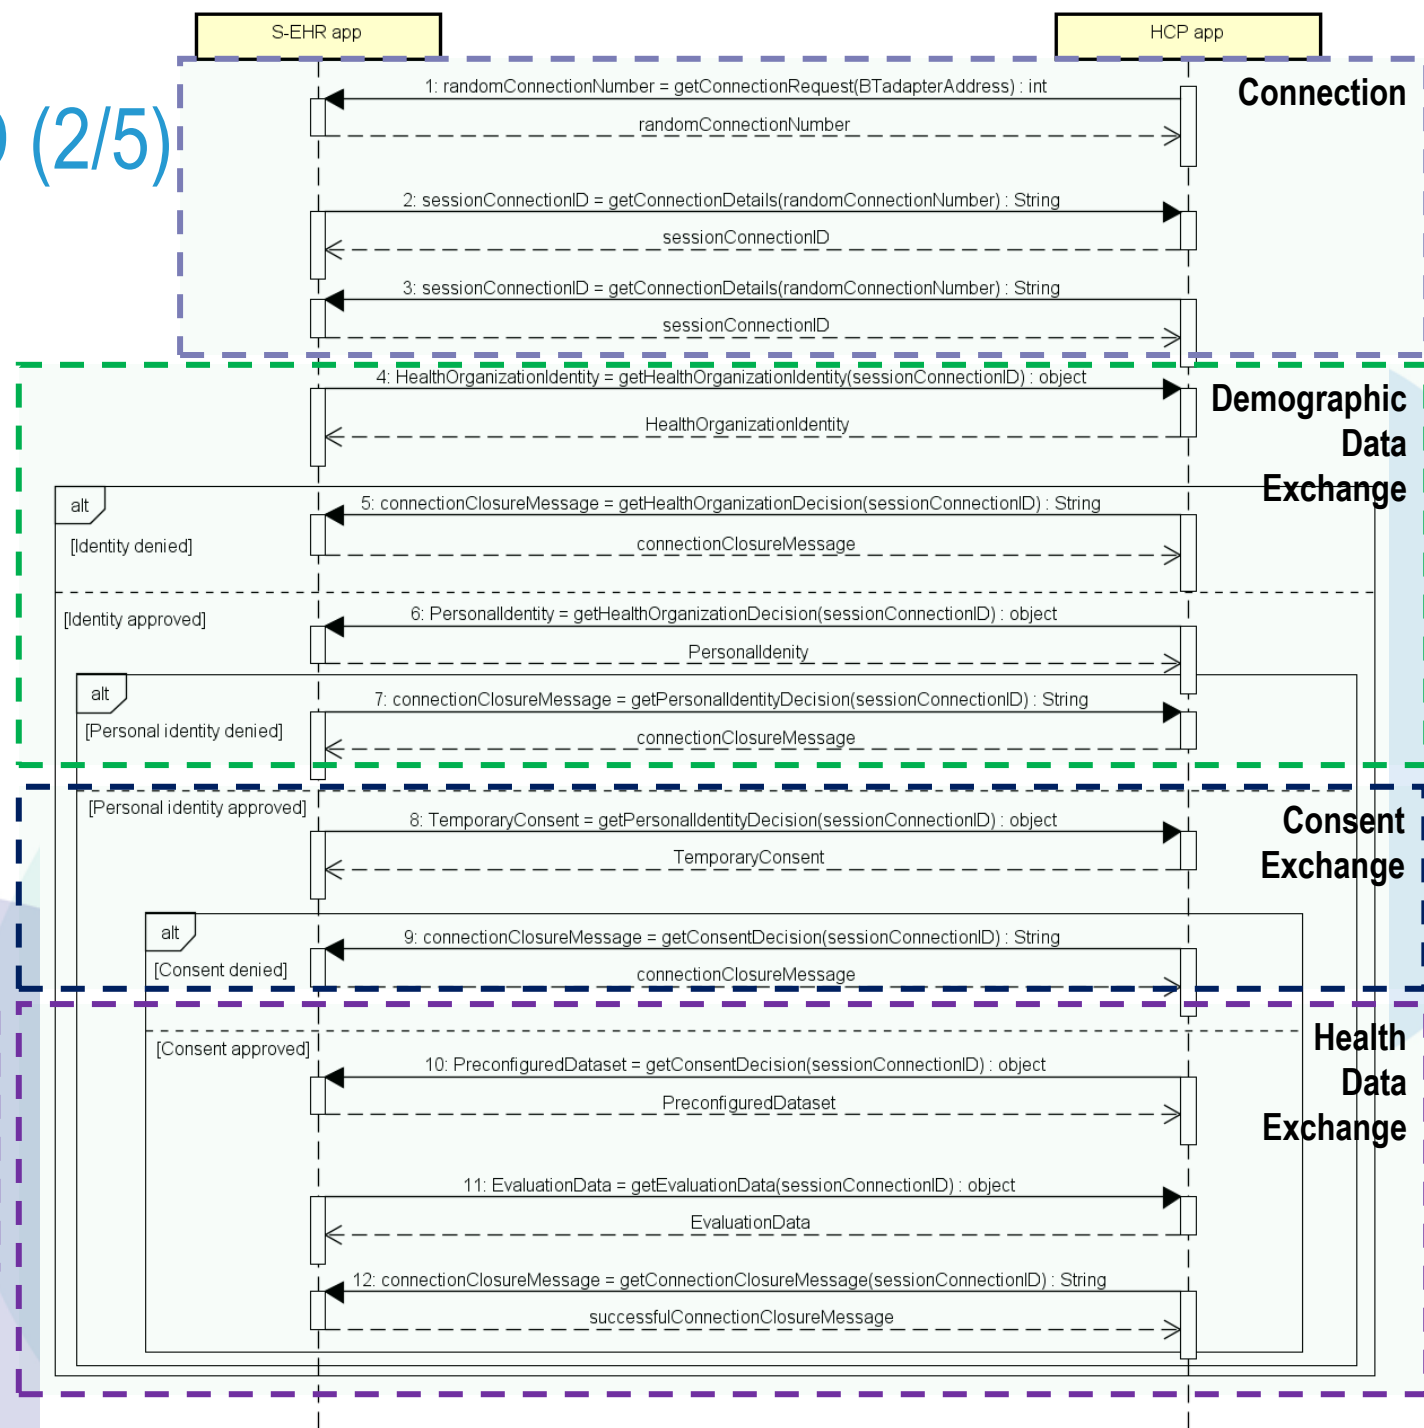 S-EHR app
HCP app
Connection
1: randomConnectionNumber = getConnectionRequest(BTadapterAddress) : int
randomConnectionNumber
(2/5)
2: sessionConnectionID = getConnectionDetails(randomConnectionNumber) : String
sessionConnectionID
3: sessionConnectionID = getConnectionDetails(randomConnectionNumber) : String
sessionConnectionID
4: HealthOrganizationIdentity = getHealthOrganizationIdentity(sessionConnectionID) : object
Demographic
Data
Exchange
HealthOrganizationIdentity
alt
5: connectionClosureMessage = getHealthOrganizationDecision(sessionConnectionID) : String
[Identity denied]
connectionClosureMessage
[Identity approved]
6: PersonalIdentity = getHealthOrganizationDecision(sessionConnectionID) : object
PersonalIdenity
alt
7: connectionClosureMessage = getPersonalIdentityDecision(sessionConnectionID) : String
[Personal identity denied]
connectionClosureMessage
[Personal identity approved]
Consent
Exchange
8: TemporaryConsent = getPersonalIdentityDecision(sessionConnectionID) : object
TemporaryConsent
alt
9: connectionClosureMessage = getConsentDecision(sessionConnectionID) : String
[Consent denied]
connectionClosureMessage
[Consent approved]
Health
Data
Exchange
10: PreconfiguredDataset = getConsentDecision(sessionConnectionID) : object
PreconfiguredDataset
11: EvaluationData = getEvaluationData(sessionConnectionID) : object
EvaluationData
12: connectionClosureMessage = getConnectionClosureMessage(sessionConnectionID) : String
successfulConnectionClosureMessage